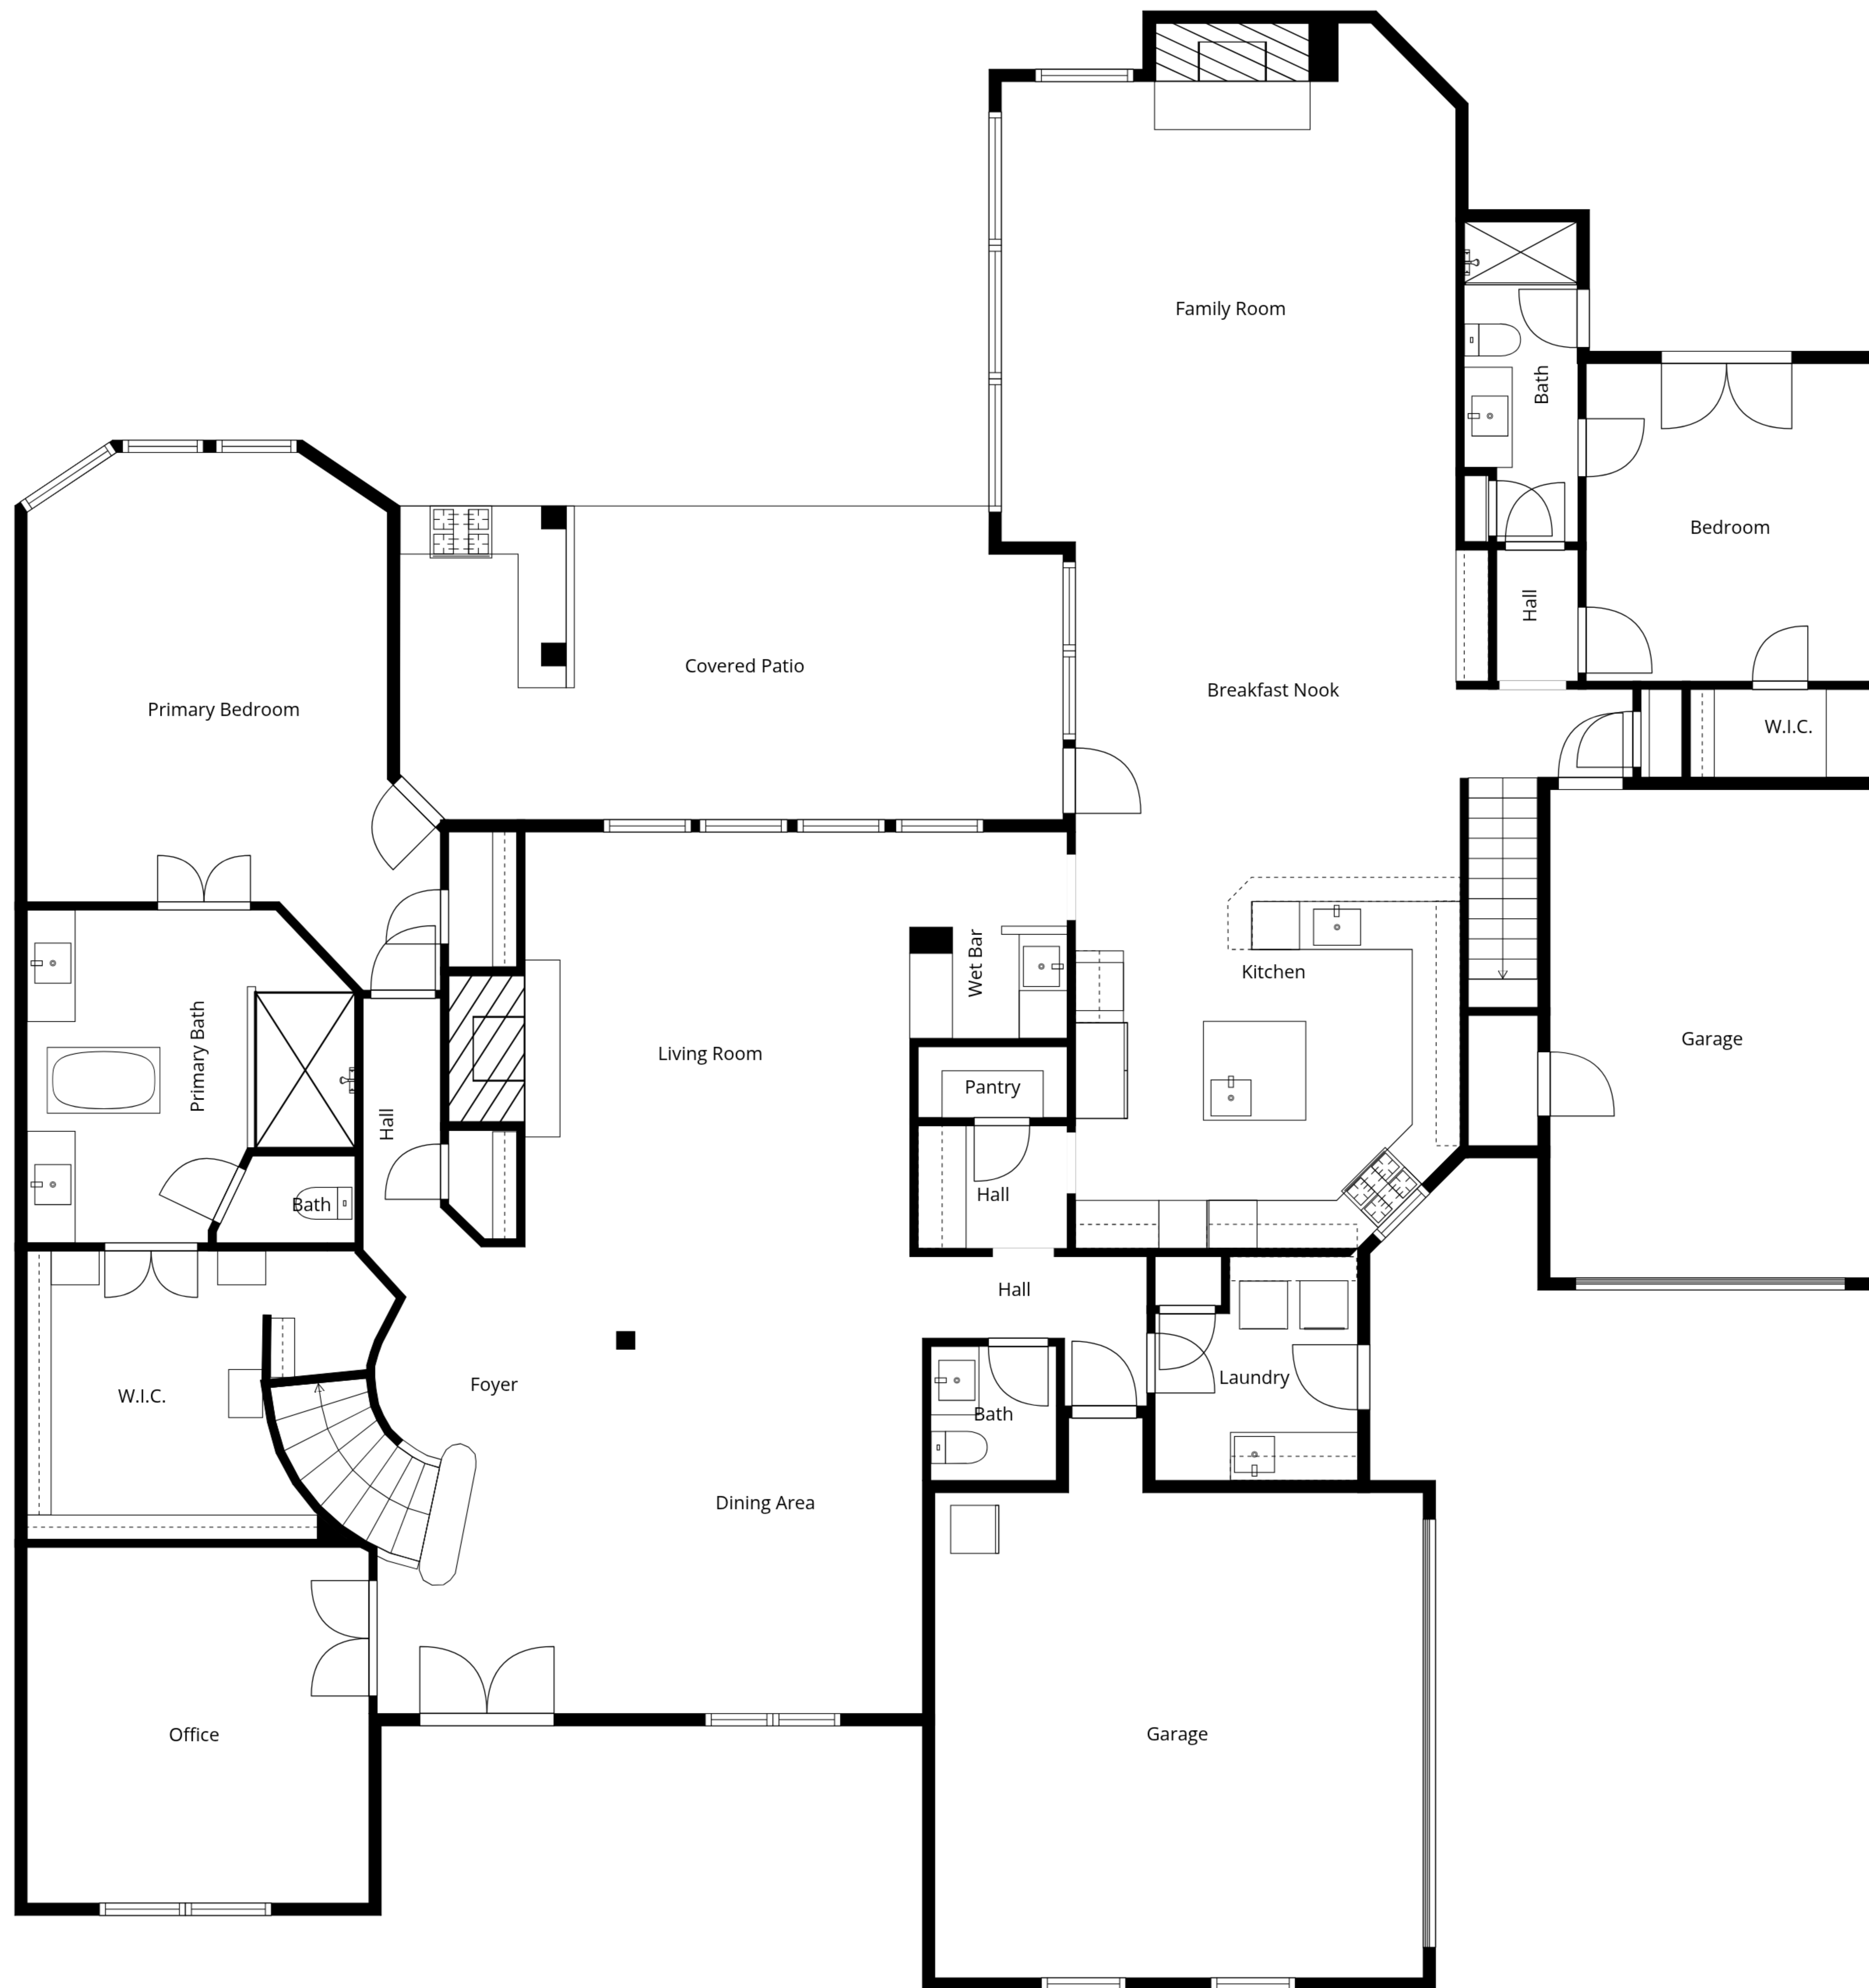 Family Room
Bath
Bedroom
Hall
Covered Patio
Breakfast Nook
Primary Bedroom
W.I.C.
Wet Bar
Kitchen
Garage
Living Room
Primary Bath
Pantry
Hall
Hall
Bath
Hall
Laundry
Foyer
W.I.C.
Bath
Dining Area
Office
Garage